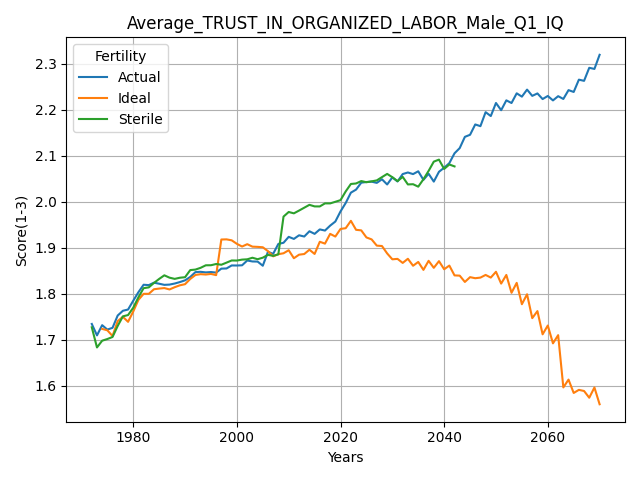 Average_TRUST_IN_ORGANIZED_LABOR_Male_Q1_IQ
Fertility
Actual
Ideal
Sterile
Score(1-3)
2.3
2.2
2.1
2.0
1.9
1.8
1.7
1.6
1980 2000 2020 2040 2060
Years